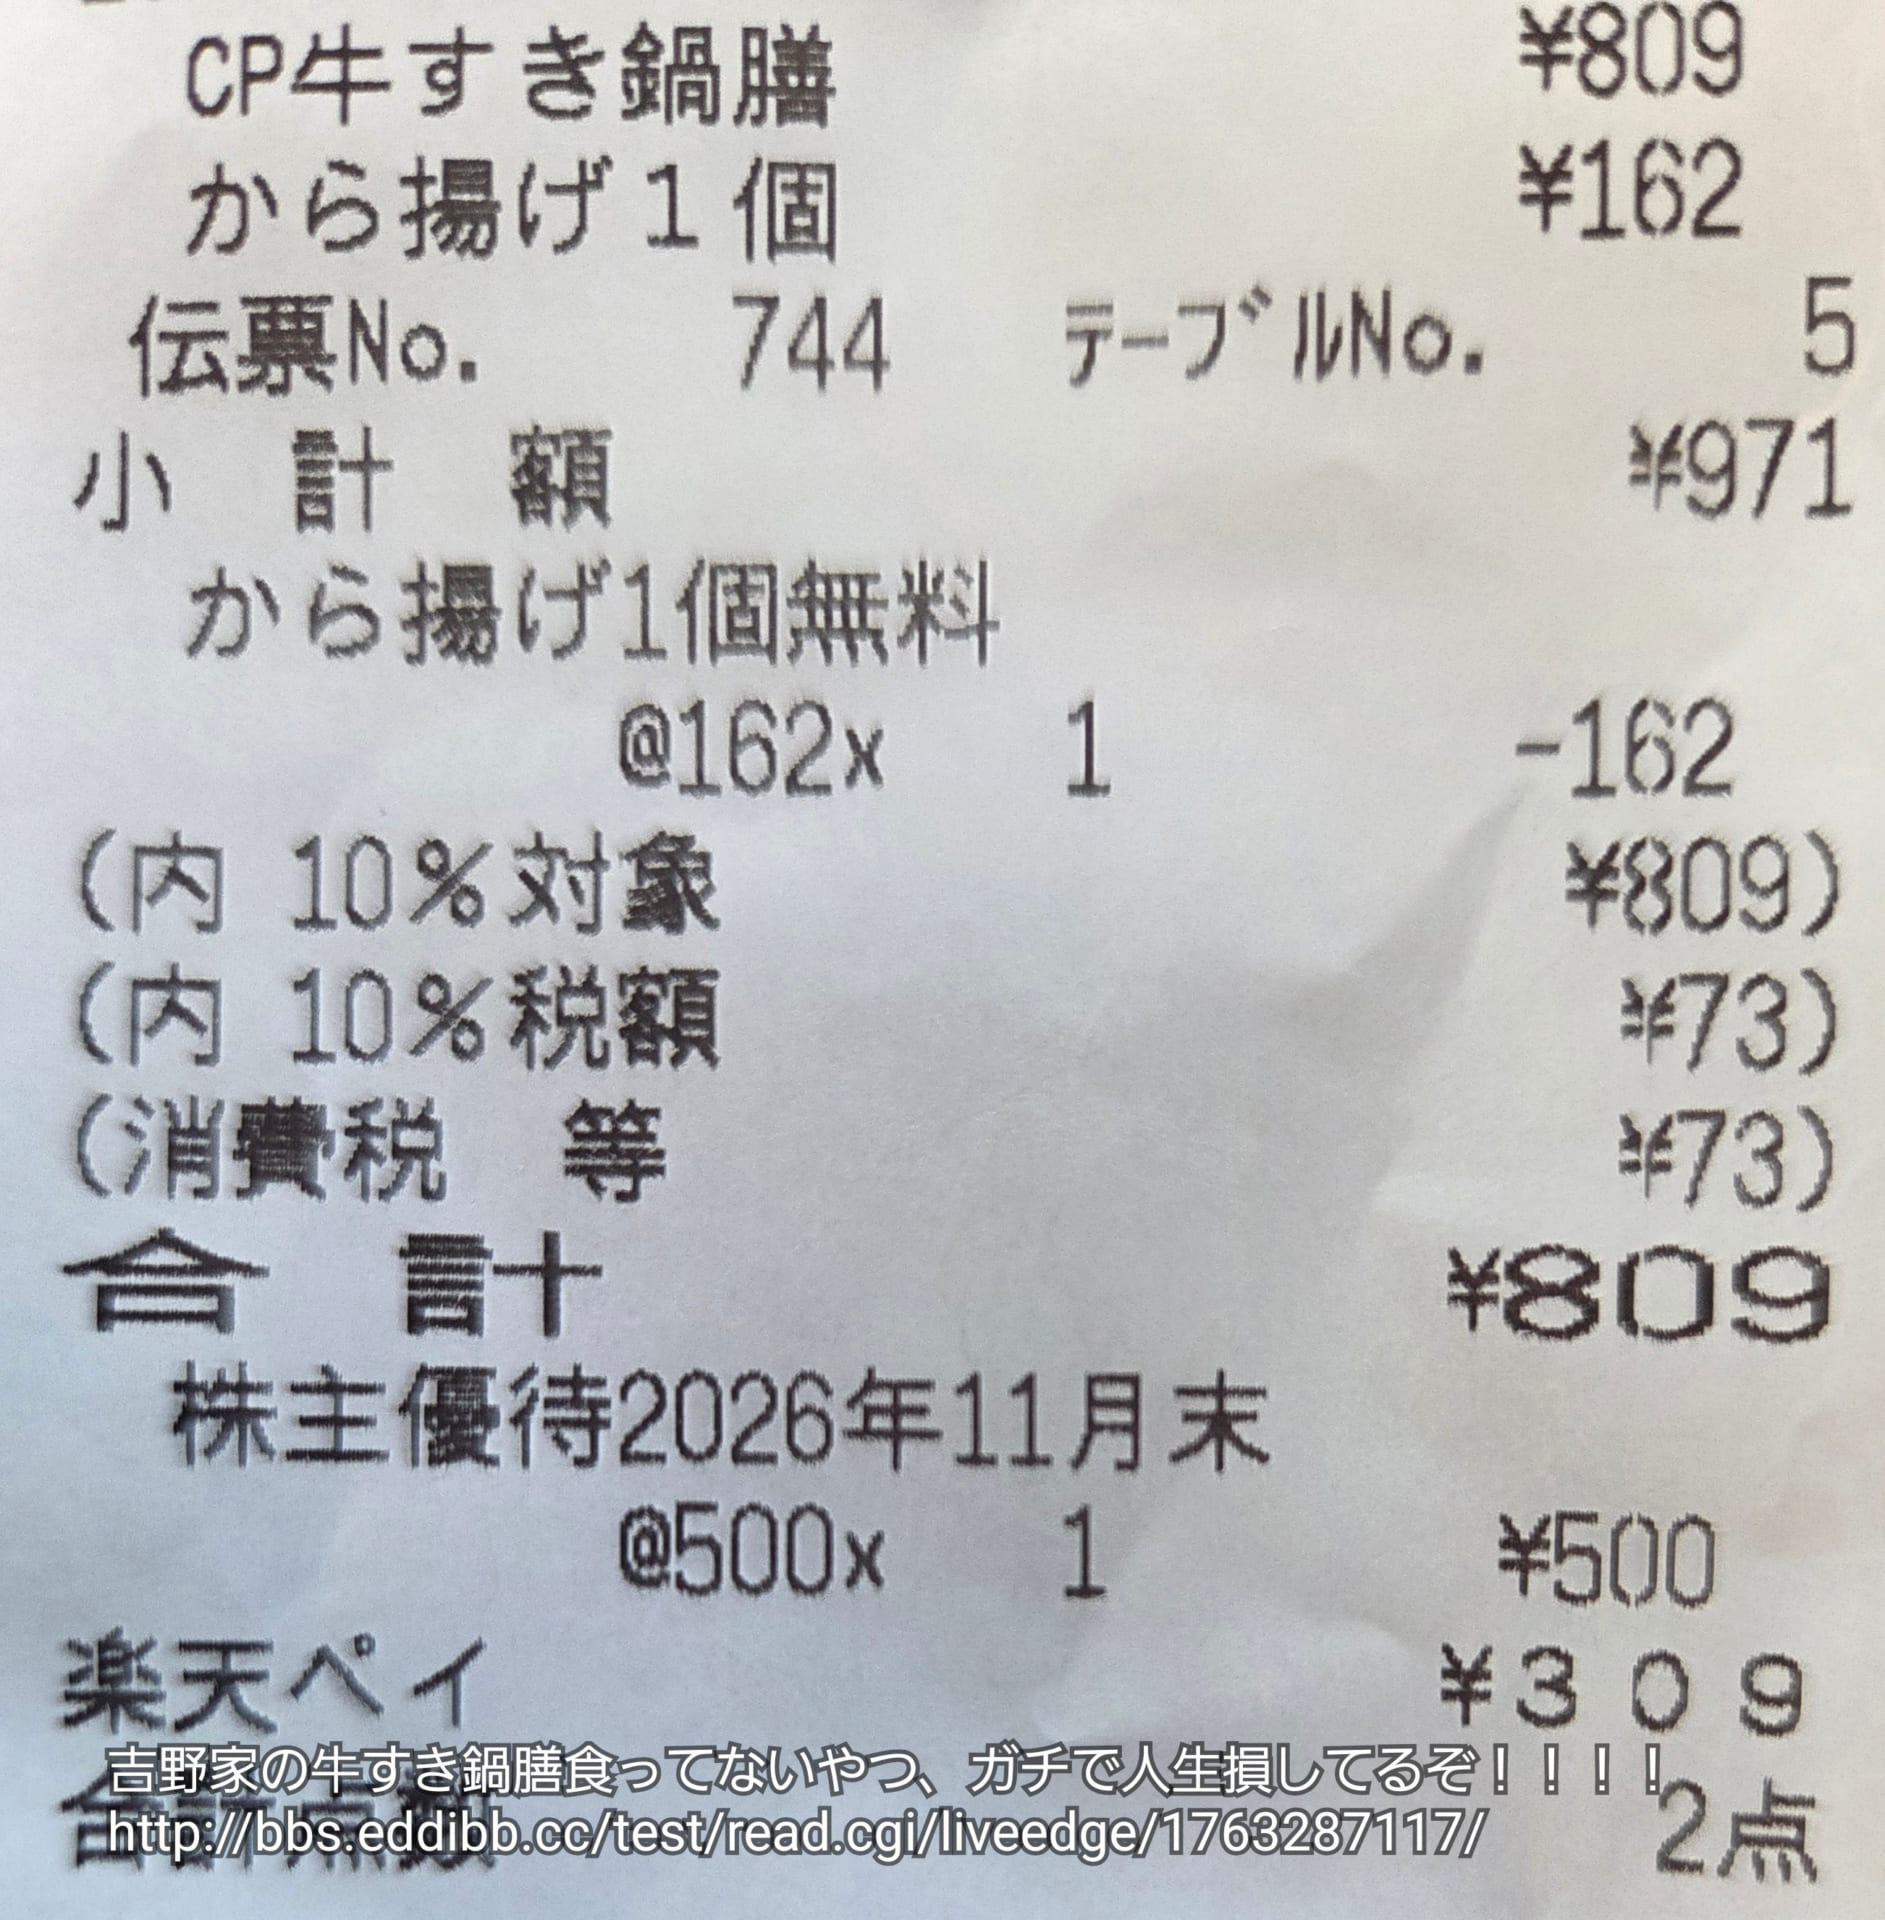 CP牛すき鍋膳 ¥809
から揚げ1個 ¥162
伝票No. 744 テーブルNo. 5
小計額 ¥971
から揚げ1個無料
@162x 1 -162
(内 10%対象 ¥809)
(内 10%税額 ¥73)
(消費税 等 ¥73)
合計 ¥809
株主優待2026年11月末
@500x 1 ¥500
楽天ペイ ¥309
吉野家の牛すき鍋膳食ってないやつ、ガチで人生損してるぞ！！！！
合計点数 2点
http://bbs.eddibb.cc/test/read.cgi/liveedge/1763287117/